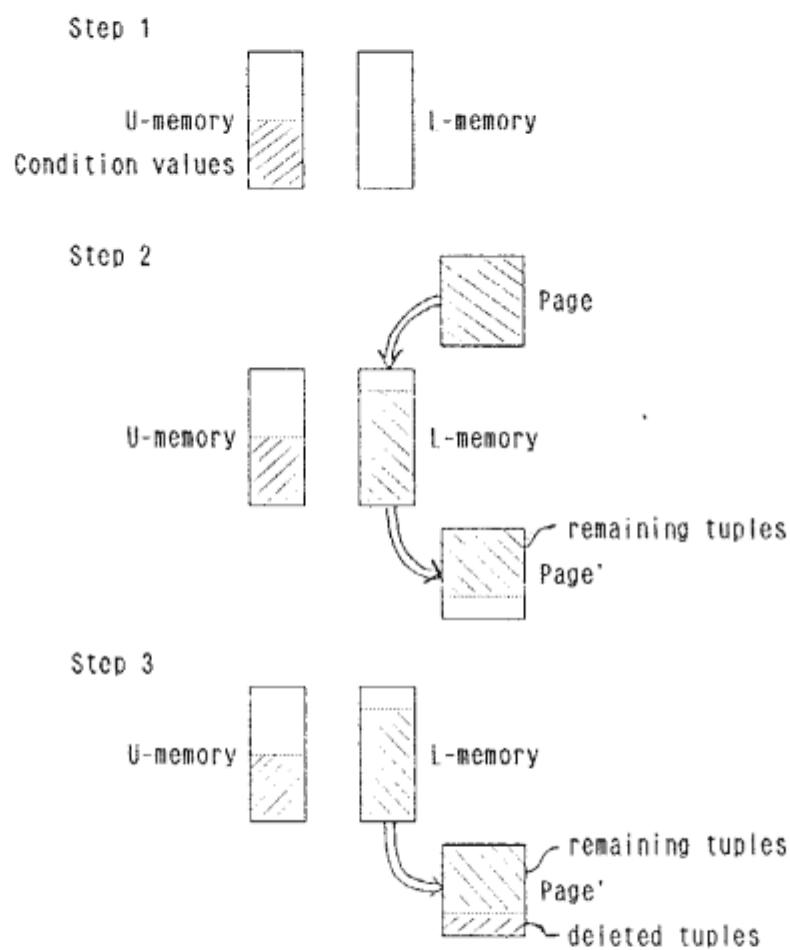 Step 1
U-memory
L-memory
Condition values
Step 2
Page
U-memory
L-memory
remaining tuples
Page'
Step 3
U-memory
L-memory
remaining tuples
Page'
deleted tuples